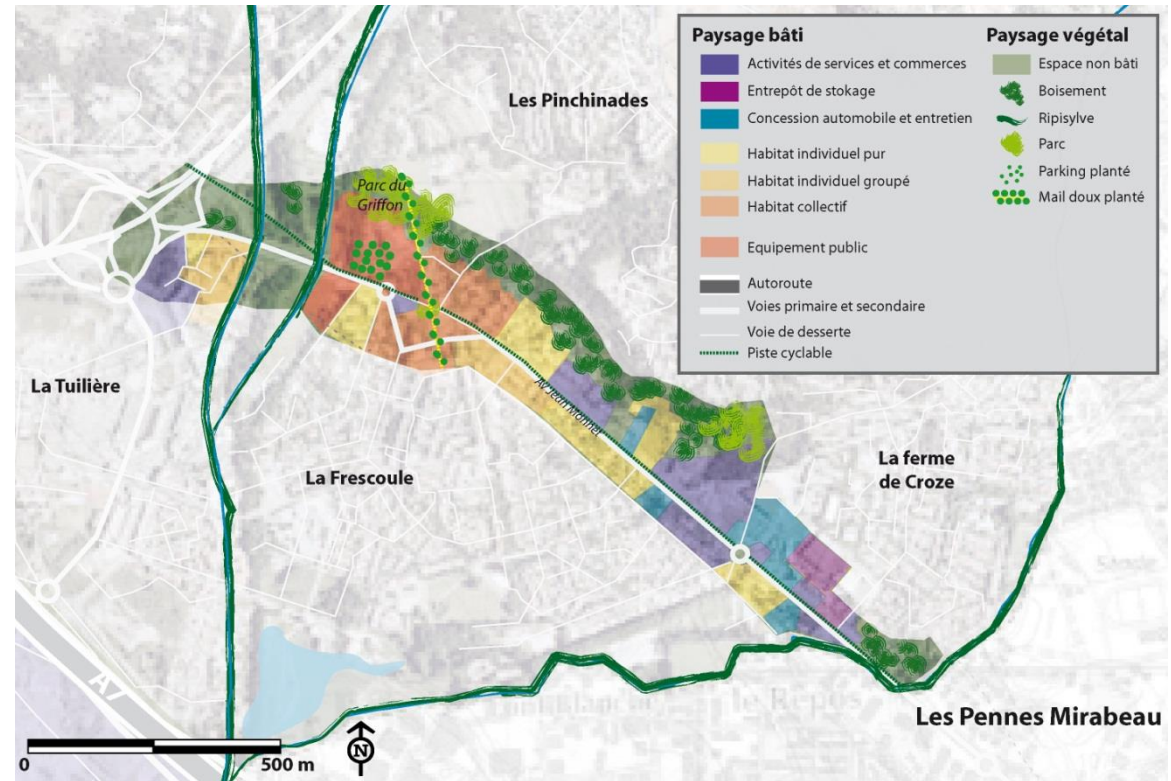 Paysage bâti
Activités de services et commerces
Entrepôt de stokage
Concession automobile et entretien
Habitat individuel pur
Habitat individuel groupé
Habitat collectif
Equipement public
Autoroute
Voies primaire et secondaire
Voie de desserte
Piste cyclable
Paysage végétal
Espace non bâti
Boisement
Ripisylve
Parc
Parking planté
Mail doux planté
Les Pinchinades
Parc du
Griffon
La Tuilière
Av Jean Monnet
La Frescoule
La ferme
de Croze
Les Pennes Mirabeau
A7
0
500 m
N